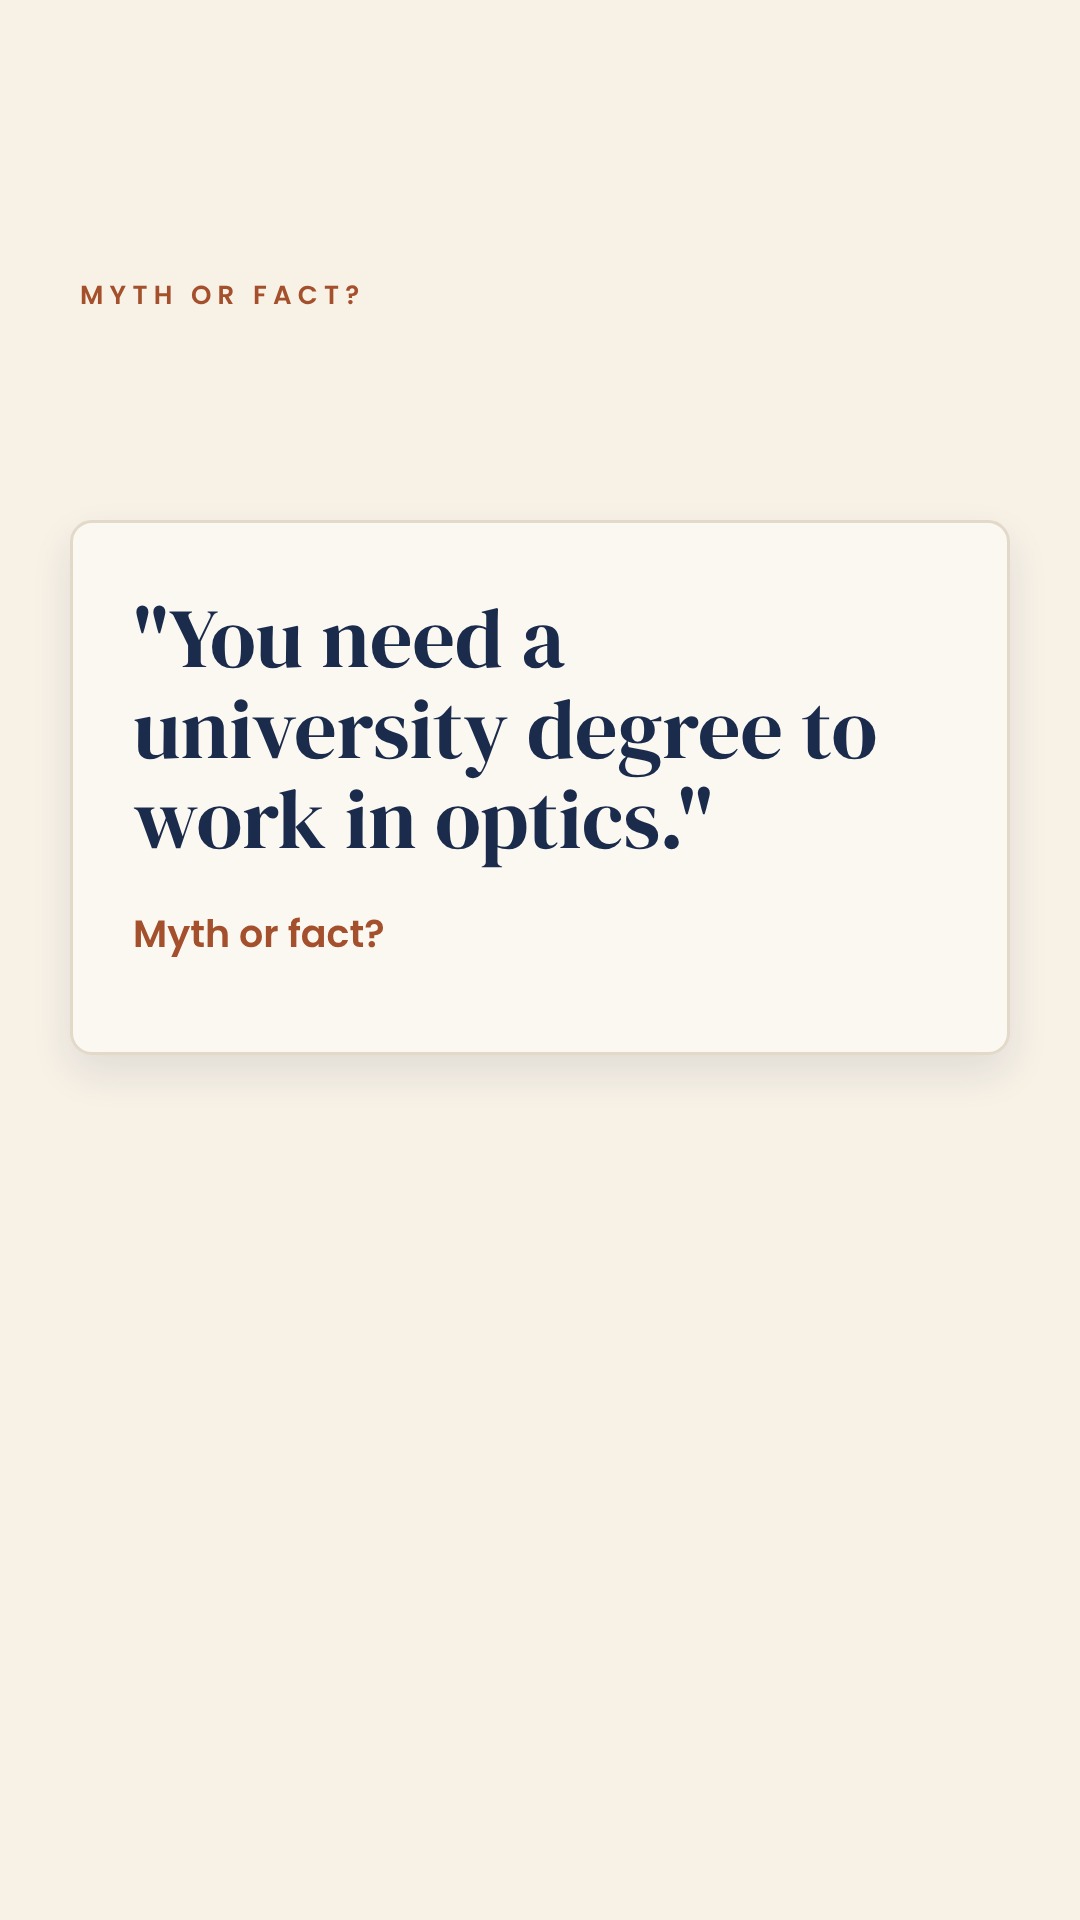 MYTH OR FACT?
"You need a
university degree to
work in optics."
Myth or fact?